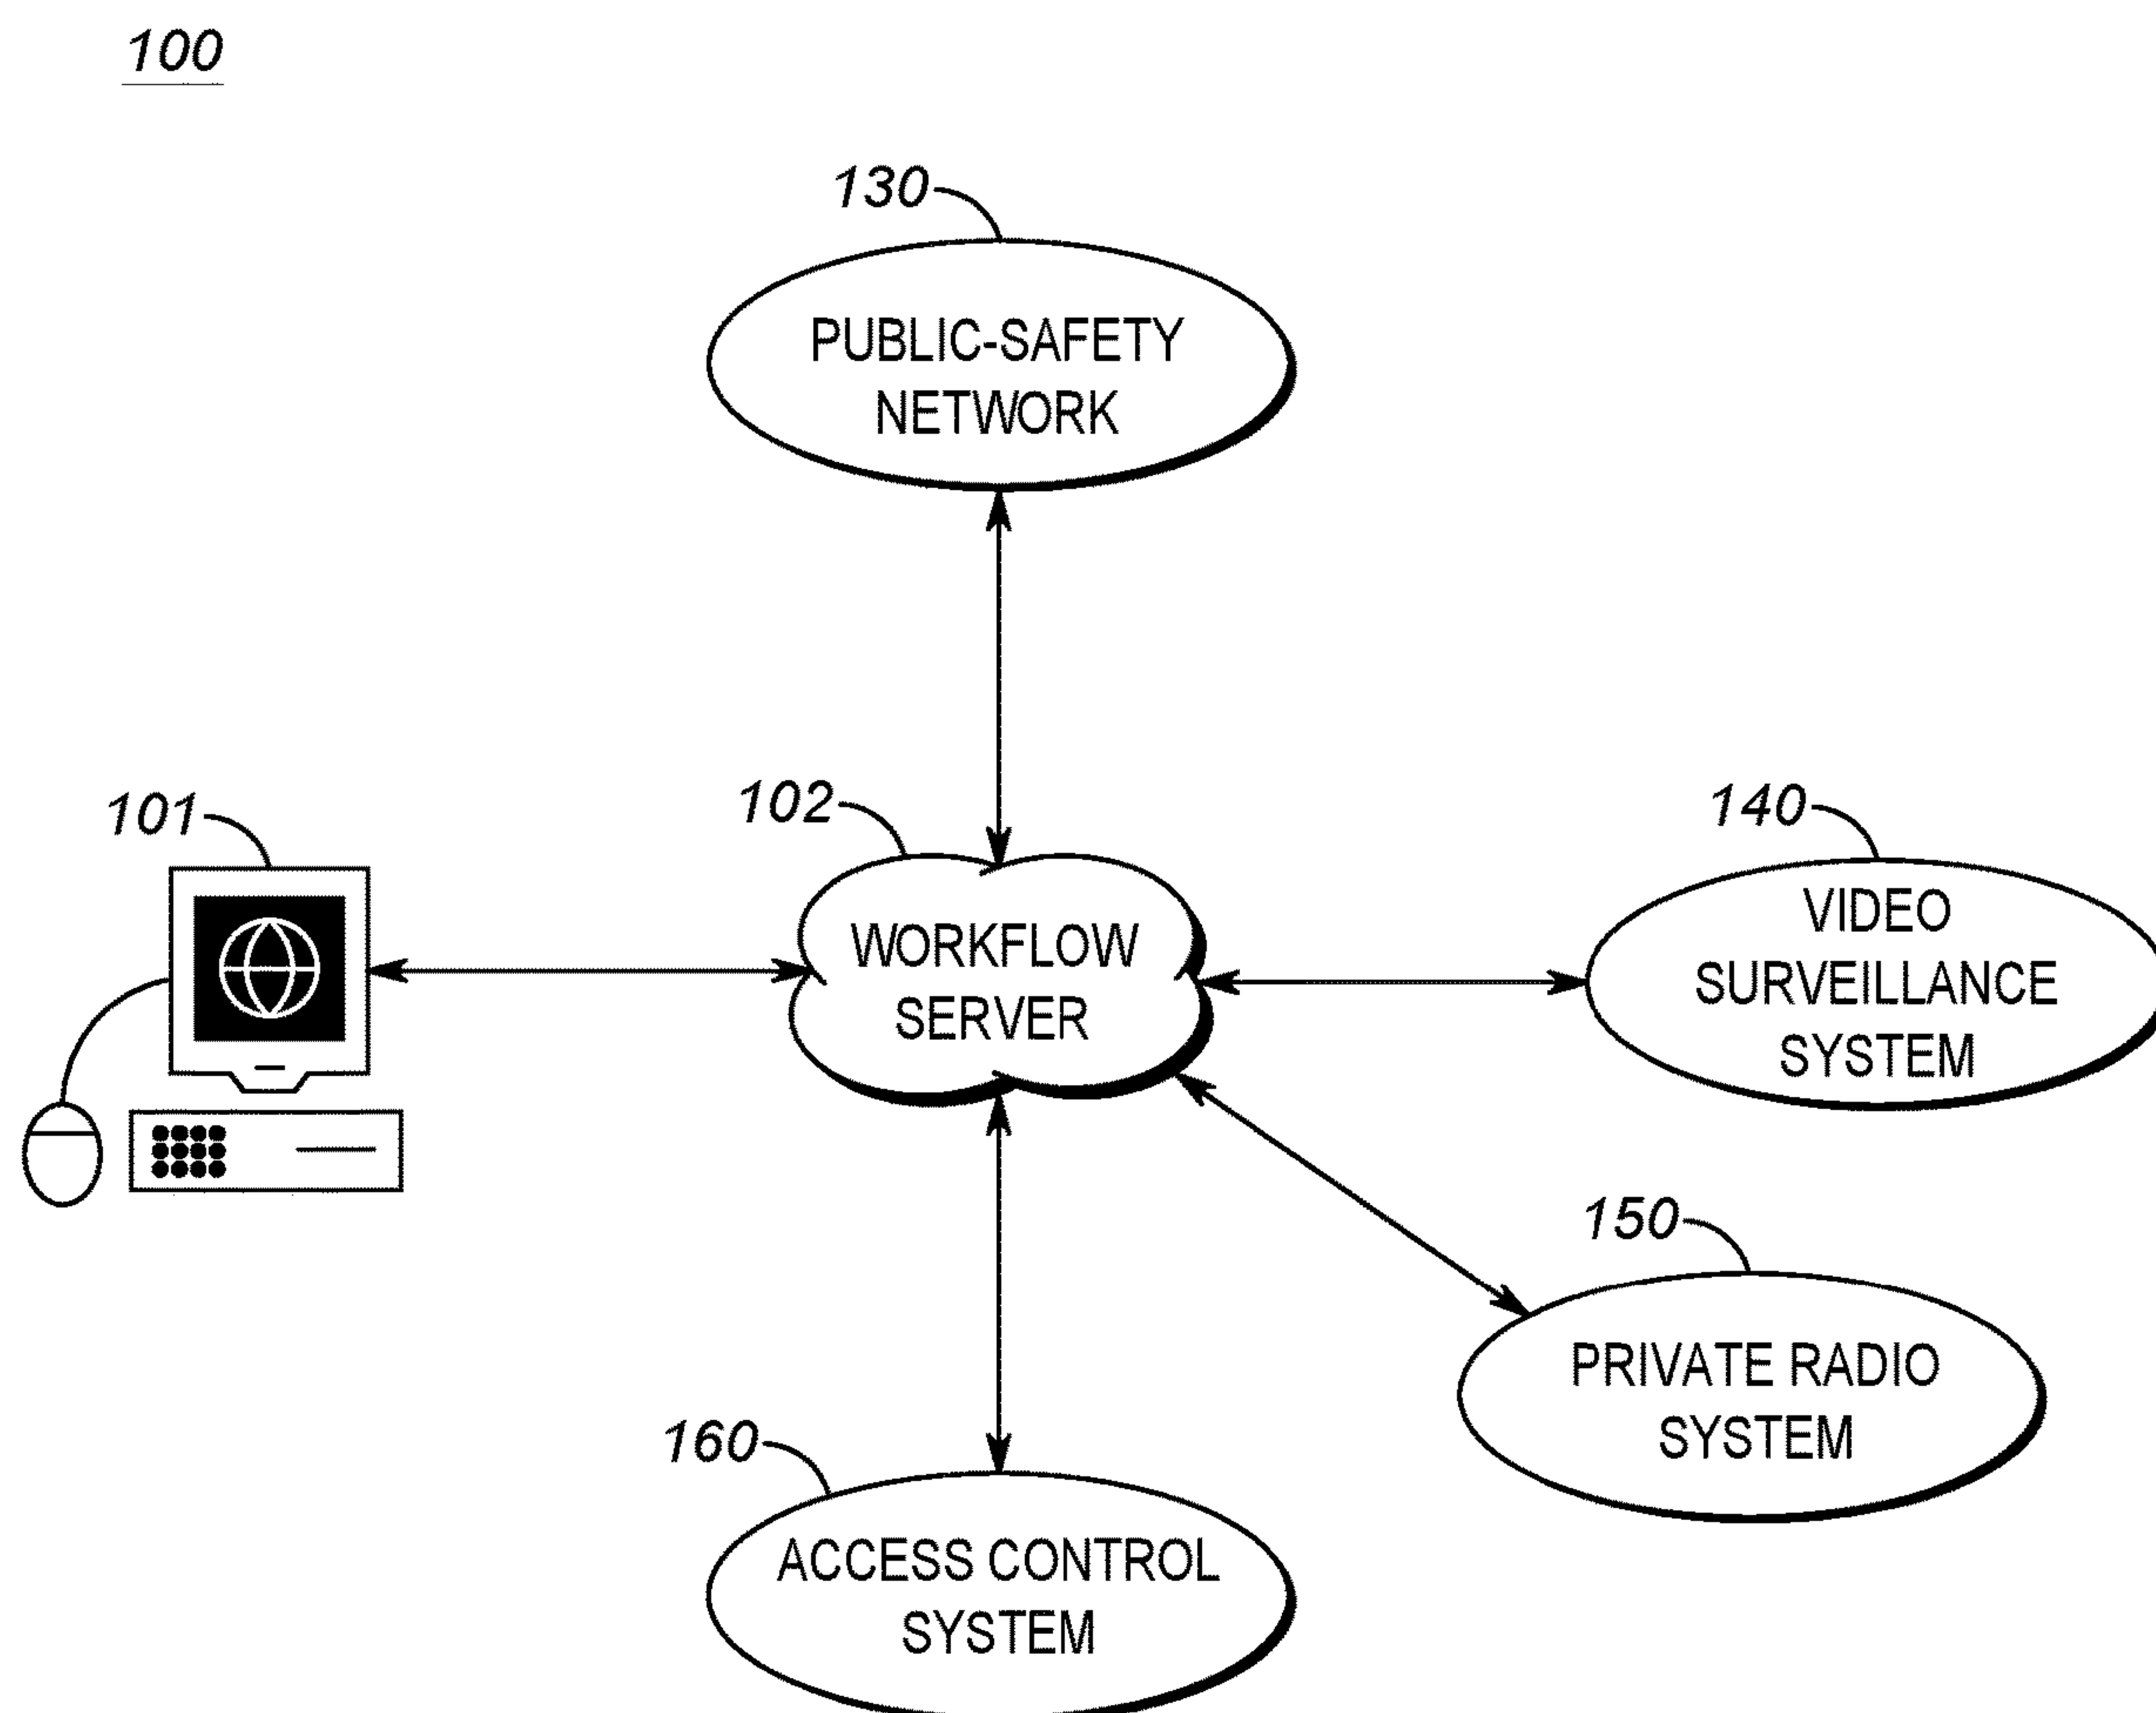 100
130
PUBLIC-SAFETY
NETWORK
101
102
WORKFLOW
SERVER
140
VIDEO
SURVEILLANCE
SYSTEM
150
PRIVATE RADIO
SYSTEM
160
ACCESS CONTROL
SYSTEM